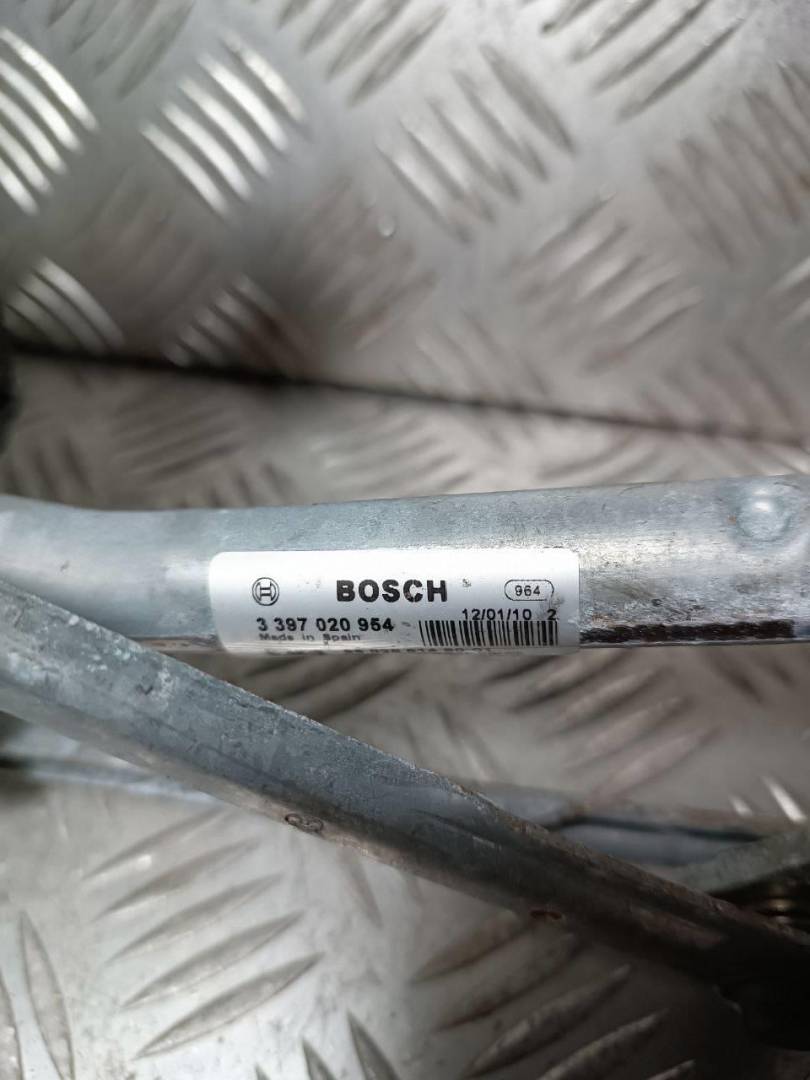 BOSCH 964
3 397 020 954 12/01/10 2
Made in Spain